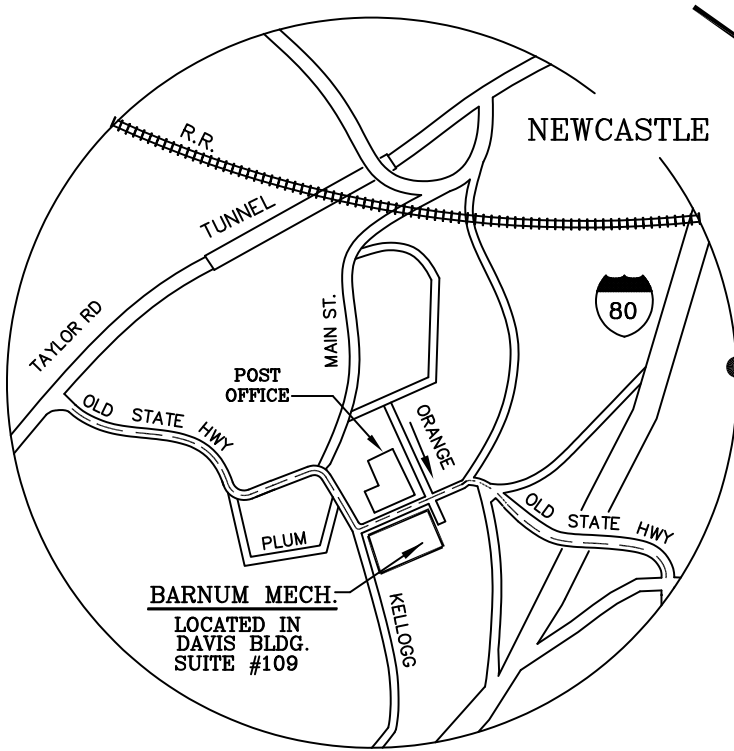 NEWCASTLE
R.R.
TUNNEL
TAYLOR RD
80
MAIN ST.
POST
OFFICE
ORANGE
OLD STATE HWY
OLD STATE HWY
PLUM
BARNUM MECH.
LOCATED IN
DAVIS BLDG.
SUITE #109
KELLOGG